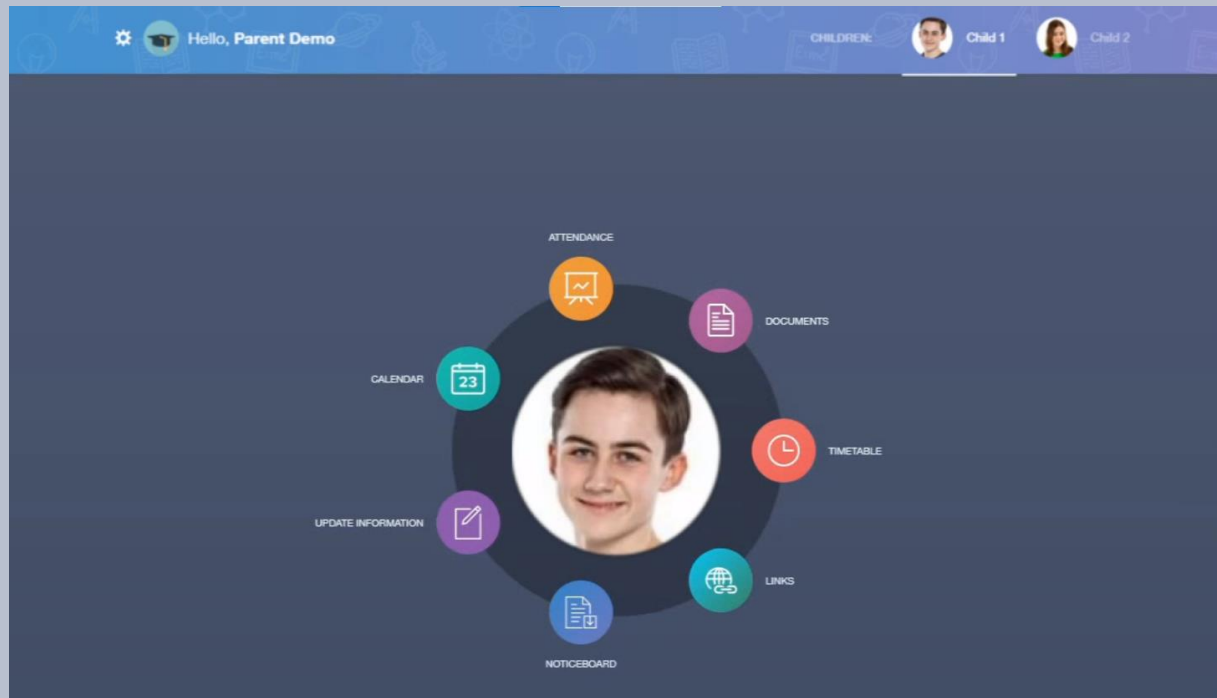 Hello, Parent Demo
CHILDREN:
Child 1
Child 2
ATTENDANCE
DOCUMENTS
CALENDAR
23
TIMETABLE
UPDATE INFORMATION
LINKS
NOTICEBOARD